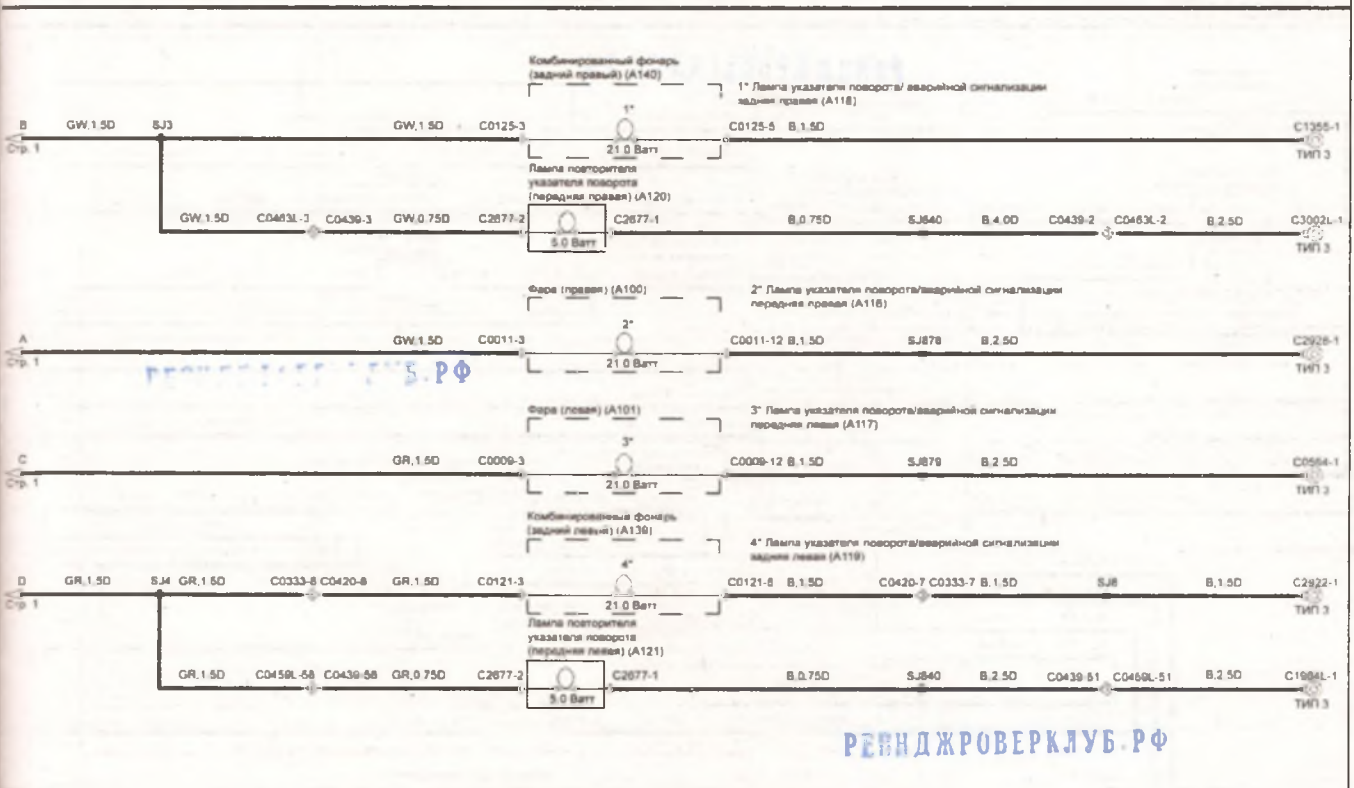 Комбинированный фонарь
(задний правый) (A140)
1* Лампа указателя поворота/ аварийной сигнализации
задняя правая (A118)
1*
B GW,1.5D SJ3 GW,1.5D C0125-3 C0125-5 B,1.5D C1355-1
Стр. 1 21.0 Ватт ТИП 3
Лампа повторителя
указателя поворота
(передняя правая) (A120)
GW,1.5D C0463L-3 C0439-3 GW,0.75D C2677-2 C2677-1 B,0.75D SJ640 B,4.0D C0439-2 C0463L-2 B,2.5D C3002L-1
5.0 Ватт ТИП 3
Фара (правая) (A100)
2* Лампа указателя поворота/аварийной сигнализации
передняя правая (A116)
2*
A GW,1.5D C0011-3 C0011-12 B,1.5D SJ878 B,2.5D C2926-1
Стр. 1 21.0 Ватт ТИП 3
Б.РФ
Фара (левая) (A101)
3* Лампа указателя поворота/аварийной сигнализации
передняя левая (A117)
3*
C GR,1.5D C0009-3 C0009-12 B,1.5D SJ879 B,2.5D C0564-1
Стр. 1 21.0 Ватт ТИП 3
Комбинированный фонарь
(задний левый) (A139)
4* Лампа указателя поворота/аварийной сигнализации
задняя левая (A119)
4*
D GR,1.5D SJ4 GR,1.5D C0333-8 C0420-8 GR,1.5D C0121-3 C0121-6 B,1.5D C0420-7 C0333-7 B,1.5D SJ6 B,1.5D C2922-1
Стр. 1 21.0 Ватт ТИП 3
Лампа повторителя
указателя поворота
(передняя левая) (A121)
GR,1.5D C0459L-58 C0439-58 GR,0.75D C2677-2 C2677-1 B,0.75D SJ640 B,2.5D C0439-51 C0459L-51 B,2.5D C1984L-1
5.0 Ватт ТИП 3
РЕЙНДЖРОВЕРКЛУБ.РФ